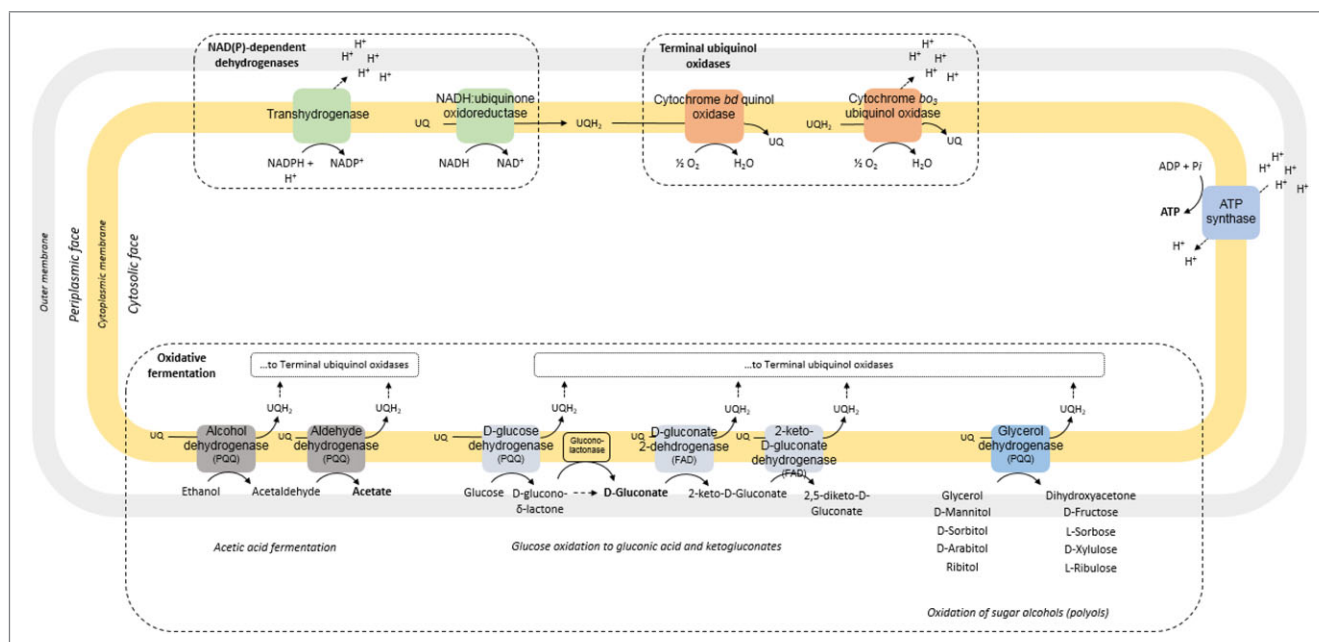 NAD(P)-dependent
dehydrogenases
H⁺
H⁺
H⁺
H⁺
H⁺
Transhydrogenase
NADPH +
H⁺
NADP⁺
UQ
NADH:ubiquinone
oxidoreductase
NADH
NAD⁺
UQH₂
Terminal ubiquinol
oxidases
Cytochrome bd quinol
oxidase
UQ
½ O₂
H₂O
H⁺
H⁺
H⁺
H⁺
H⁺
UQH₂
Cytochrome bo₃
ubiquinol oxidase
UQ
½ O₂
H₂O
ADP + Pi
ATP
H⁺
H⁺
H⁺
H⁺
H⁺
ATP
synthase
H⁺
H⁺
Outer membrane
Periplasmic face
Cytoplasmic membrane
Cytosolic face
Oxidative
fermentation
...to Terminal ubiquinol oxidases
...to Terminal ubiquinol oxidases
UQH₂
UQH₂
UQH₂
UQH₂
UQH₂
UQH₂
UQ
Alcohol
dehydrogenase
(PQQ)
UQ
Aldehyde
dehydrogenase
(PQQ)
UQ
D-glucose
dehydrogenase
(PQQ)
Glucono-
lactonase
UQ
D-gluconate
2-dehdrogenase
(FAD)
UQ
2-keto-
D-gluconate
dehydrogenase
(FAD)
UQ
Glycerol
dehydrogenase
(PQQ)
Ethanol
Acetaldehyde
Acetate
Glucose
D-glucono-
δ-lactone
D-Gluconate
2-keto-D-Gluconate
2,5-diketo-D-
Gluconate
Glycerol
D-Mannitol
D-Sorbitol
D-Arabitol
Ribitol
Dihydroxyacetone
D-Fructose
L-Sorbose
D-Xylulose
L-Ribulose
Acetic acid fermentation
Glucose oxidation to gluconic acid and ketogluconates
Oxidation of sugar alcohols (polyols)